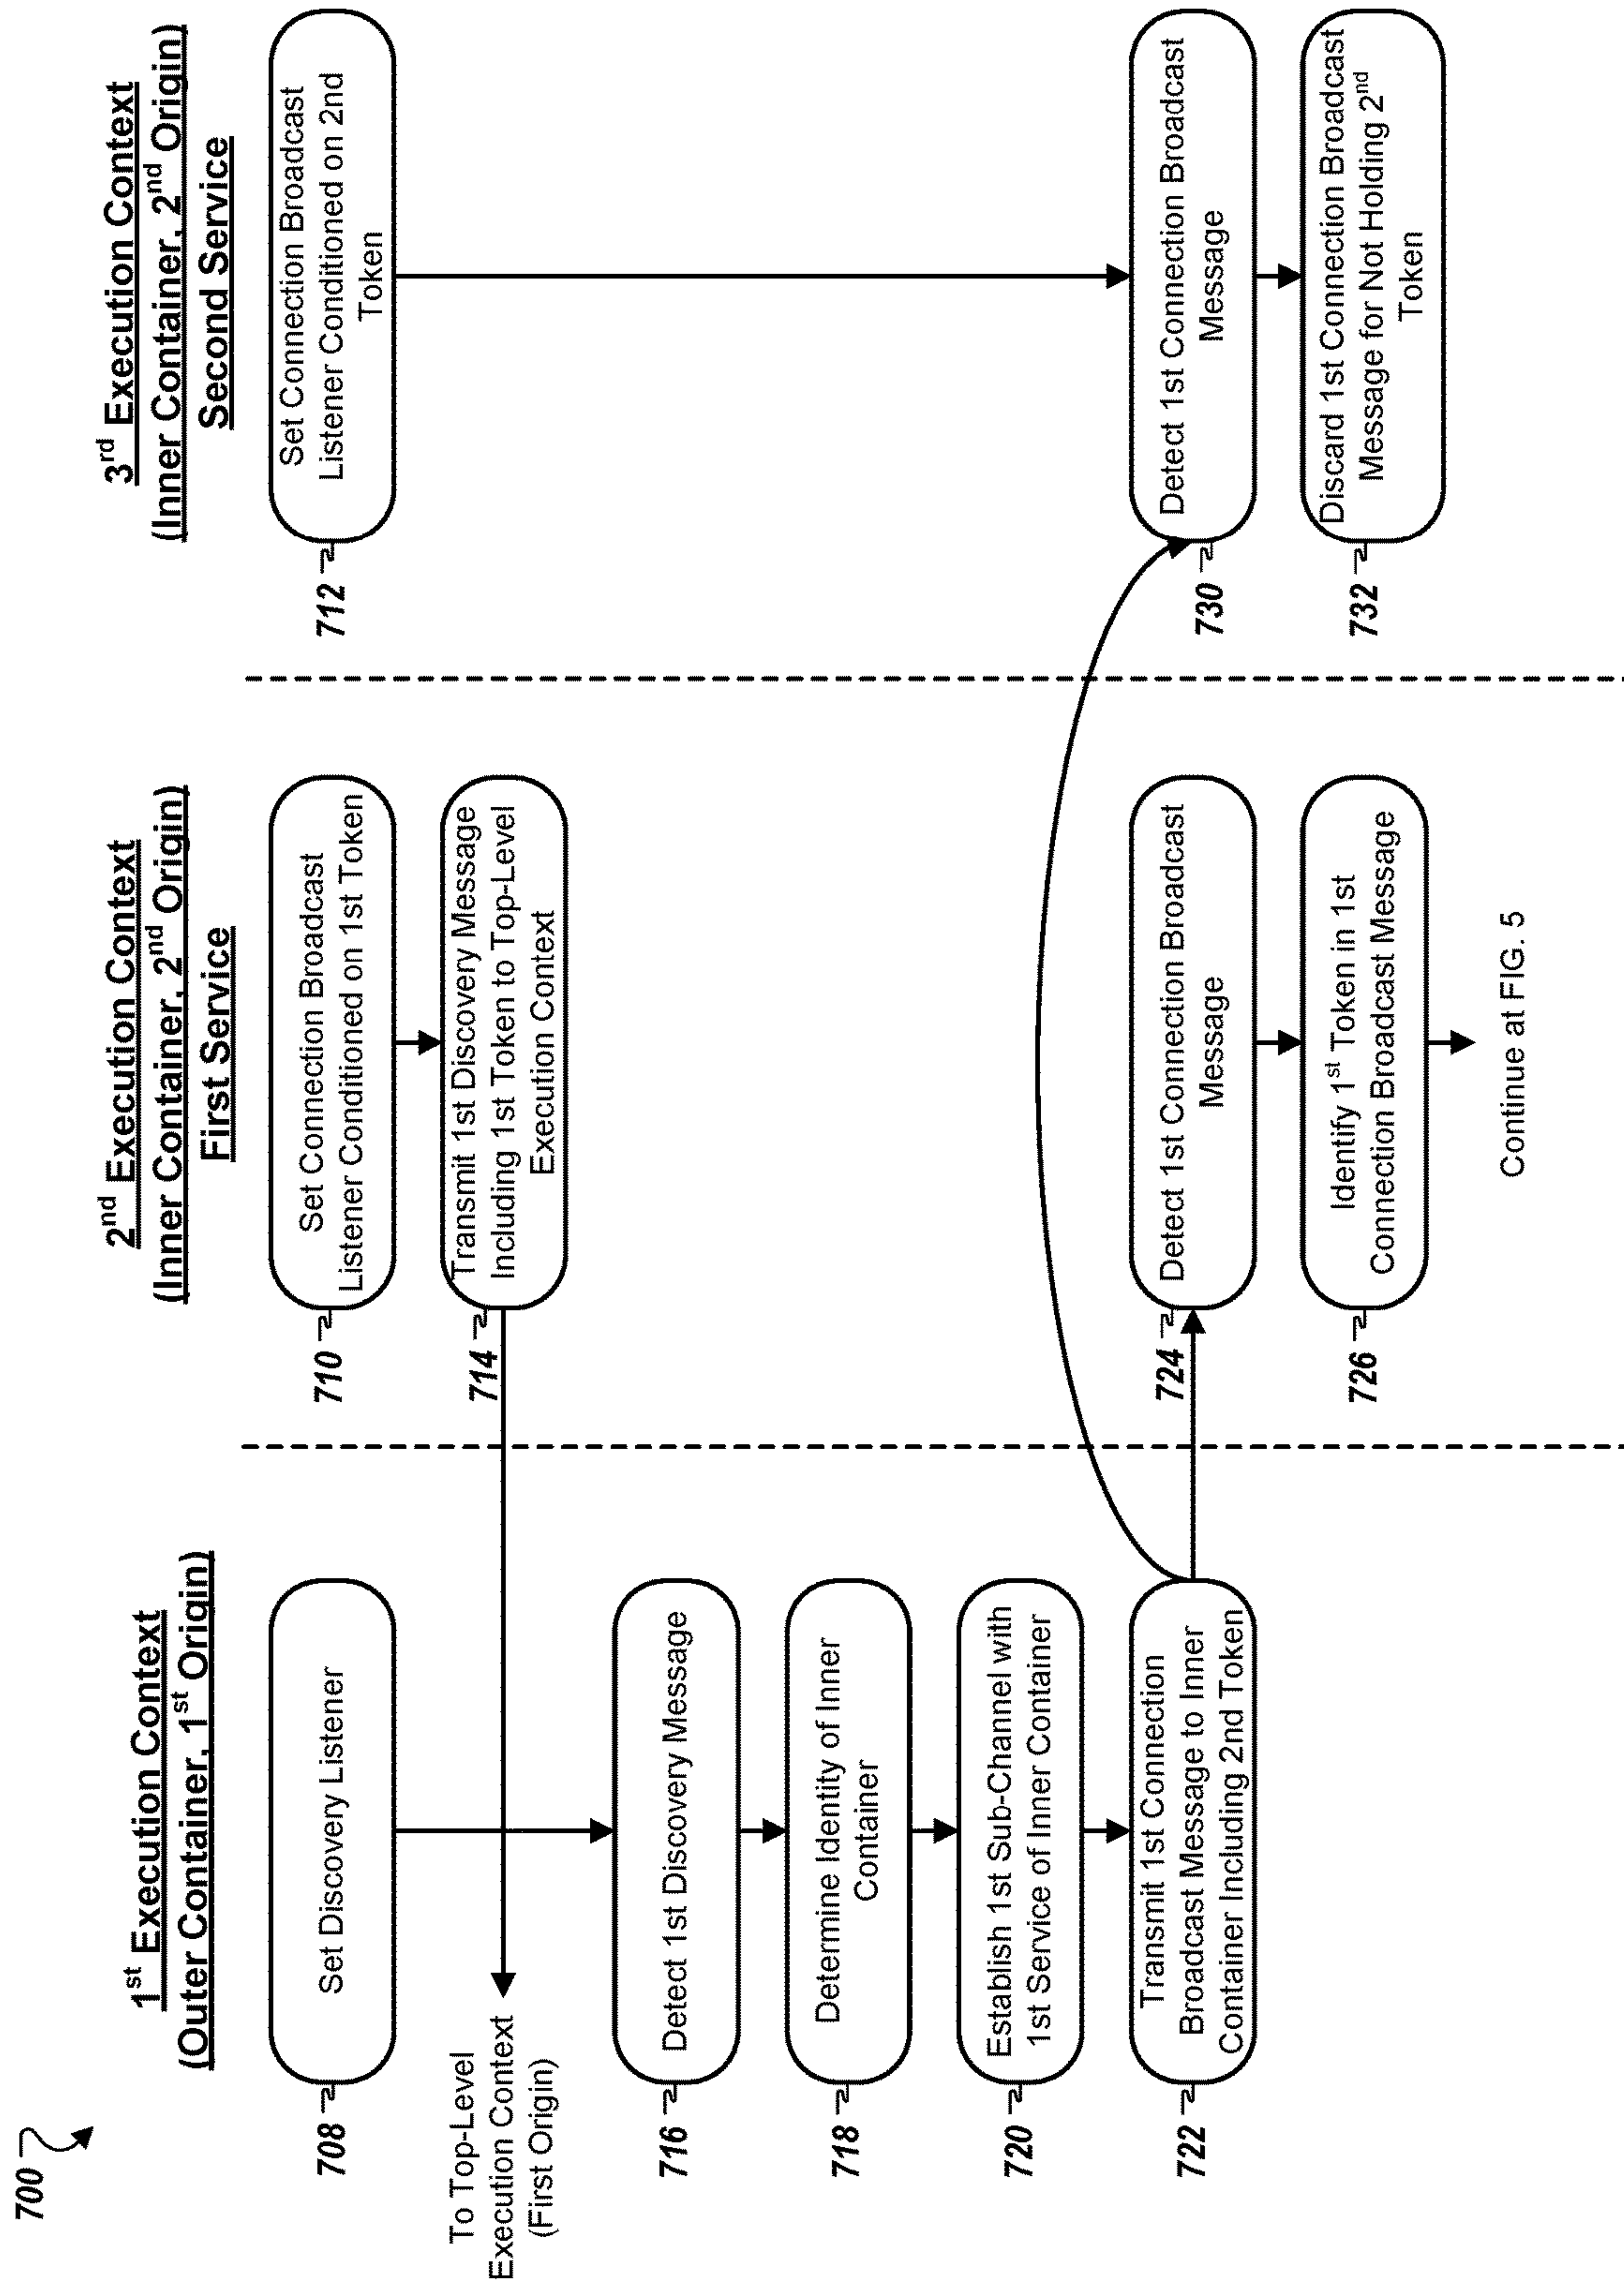 700
1st Execution Context
(Outer Container, 1st Origin)
2nd Execution Context
(Inner Container, 2nd Origin)
First Service
3rd Execution Context
(Inner Container, 2nd Origin)
Second Service
708
Set Discovery Listener
710
Set Connection Broadcast
Listener Conditioned on 1st Token
712
Set Connection Broadcast
Listener Conditioned on 2nd
Token
714
Transmit 1st Discovery Message
Including 1st Token to Top-Level
Execution Context
To Top-Level
Execution Context
(First Origin)
716
Detect 1st Discovery Message
718
Determine Identity of Inner
Container
720
Establish 1st Sub-Channel with
1st Service of Inner Container
722
Transmit 1st Connection
Broadcast Message to Inner
Container Including 2nd Token
724
Detect 1st Connection Broadcast
Message
726
Identify 1st Token in 1st
Connection Broadcast Message
Continue at FIG. 5
730
Detect 1st Connection Broadcast
Message
732
Discard 1st Connection Broadcast
Message for Not Holding 2nd
Token